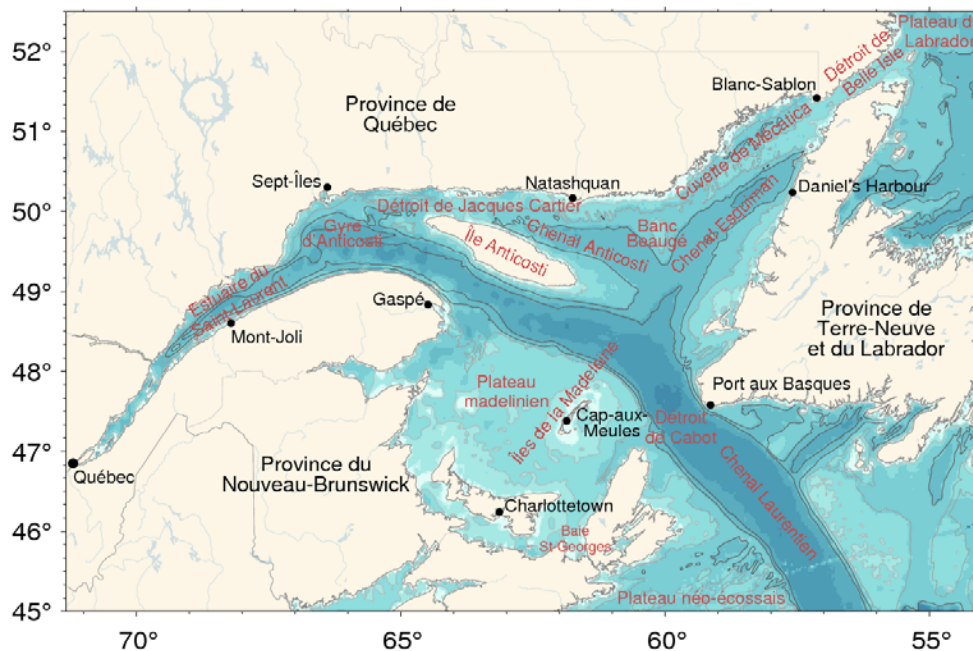 52°
51°
50°
49°
48°
47°
46°
45°
70°
65°
60°
55°
Plateau d
Labrador
Détroit de
Belle Isle
Blanc-Sablon
Province de
Québec
Cuvette de Mécatica
Sept-Îles
Natashquan
Daniel's Harbour
Détroit de Jacques Cartier
Gyre
d'Anticosti
Île Anticosti
Chenal Anticosti
Banc
Beaugé
Chenal Esquiman
Estuaire du
Saint-Laurent
Gaspé
Mont-Joli
Province de
Terre-Neuve
et du Labrador
Plateau
madelinien
Îles de la Madeleine
Port aux Basques
Cap-aux-
Meules
Détroit
de Cabot
Chenal Laurentien
Québec
Province du
Nouveau-Brunswick
Charlottetown
Baie
St-Georges
Plateau néo-écossais